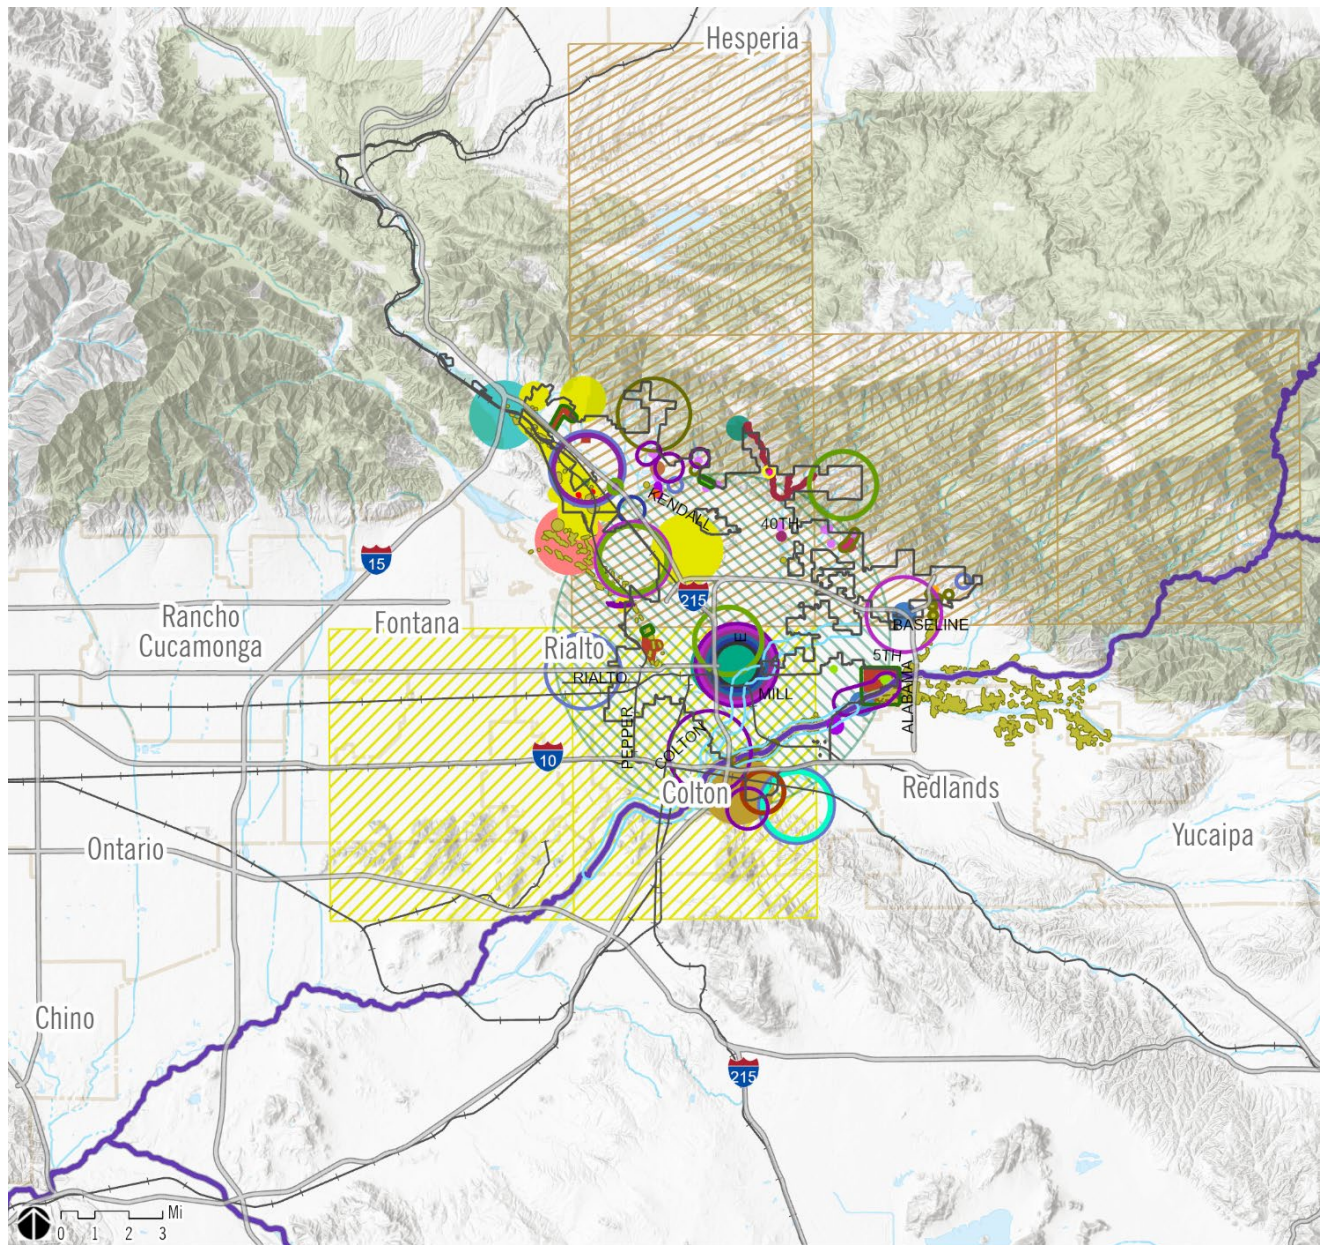 Hesperia
KENDALL
40TH
15
215
Rancho
Cucamonga
Fontana
BASELINE
Rialto
E
5TH
RIALTO
MILL
ALABAMA
PEPPER
COLTON
10
Colton
Redlands
Yucaipa
Ontario
Chino
215
Mi
0 1 2 3